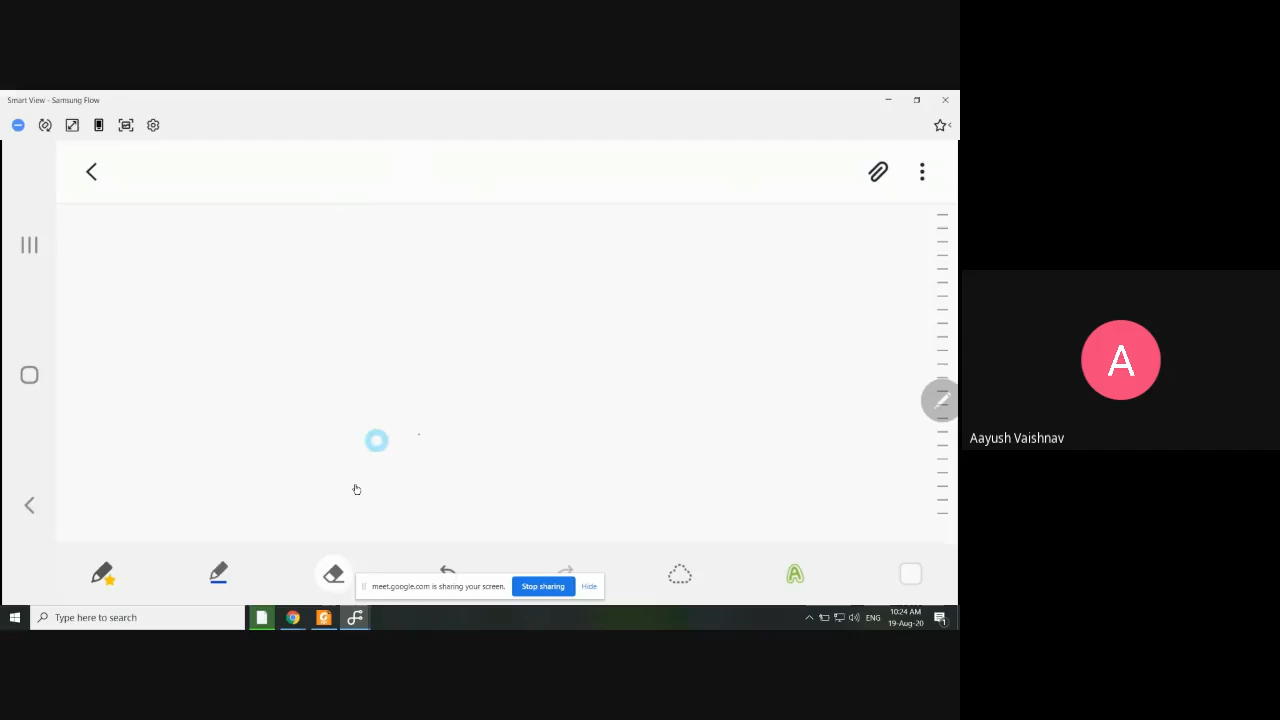 Smart View - Samsung Flow
A
Aayush Vaishnav
A
meet.google.com is sharing your screen.
Stop sharing
Hide
Type here to search
ENG
10:24 AM
19-Aug-20
1